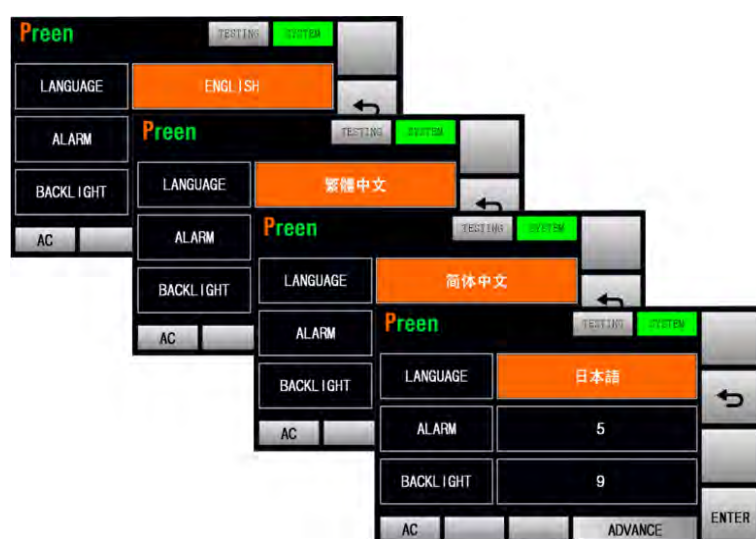 Preen TESTING SYSTEM
LANGUAGE ENGLISH
ALARM
BACKLIGHT
AC
Preen TESTING SYSTEM
LANGUAGE 繁體中文
ALARM
BACKLIGHT
AC
Preen TESTING SYSTEM
LANGUAGE 简体中文
ALARM
BACKLIGHT
AC
Preen TESTING SYSTEM
LANGUAGE 日本語
ALARM 5
BACKLIGHT 9
AC ADVANCE ENTER